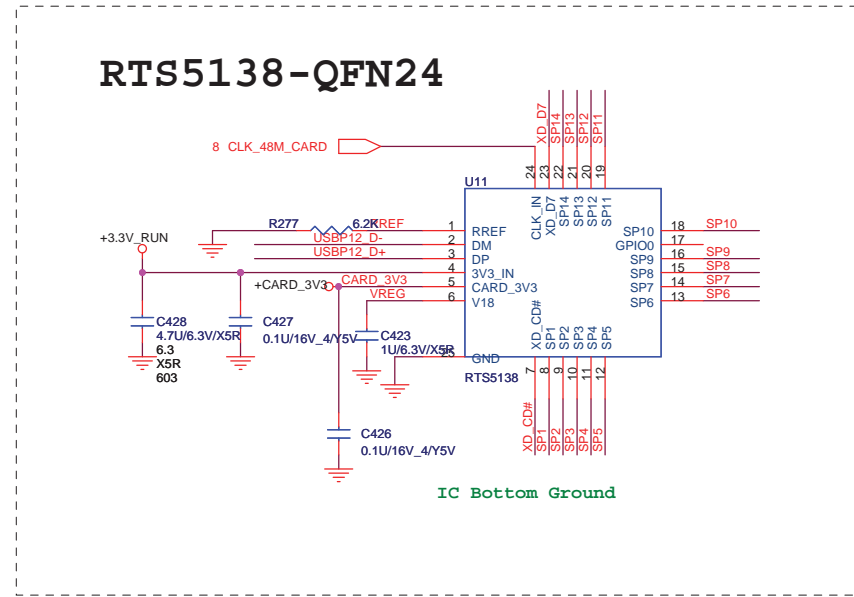 RTS5138-QFN24
8 CLK_48M_CARD
XD_D7
SP14
SP13
SP12
SP11
24
23
22
21
20
19
U11
CLK_IN
XD_D7
SP14
SP13
SP12
SP11
R277 6.2K RREF
1 RREF
USBP12_D- 2 DM
USBP12_D+ 3 DP
+3.3V_RUN
4 3V3_IN
+CARD_3V3 CARD_3V3 5 CARD_3V3
VREG 6 V18
SP10 18 SP10
GPIO0 17
SP9 16 SP9
SP8 15 SP8
SP7 14 SP7
SP6 13 SP6
C428
4.7U/6.3V/X5R
6.3
X5R
603
C427
0.1U/16V_4/Y5V
C423
1U/6.3V/X5R
25 GND
RTS5138
XD_CD#
SP1
SP2
SP3
SP4
SP5
7
8
9
10
11
12
XD_CD#
SP1
SP2
SP3
SP4
SP5
C426
0.1U/16V_4/Y5V
IC Bottom Ground